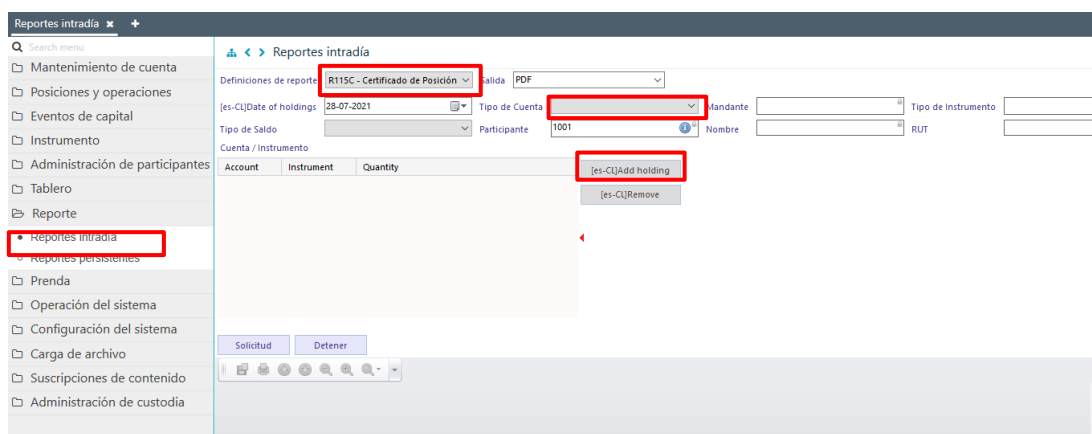 Reportes intradía × +
Search menu
Mantenimiento de cuenta
Posiciones y operaciones
Eventos de capital
Instrumento
Administración de participantes
Tablero
Reporte
Reportes intradía
Reportes persistentes
Prenda
Operación del sistema
Configuración del sistema
Carga de archivo
Suscripciones de contenido
Administración de custodia
Reportes intradía
Definiciones de reporte R115C - Certificado de Posición Salida PDF
[es-CL]Date of holdings 28-07-2021 Tipo de Cuenta Mandante Tipo de Instrumento
Tipo de Saldo Participante 1001 Nombre RUT
Cuenta / Instrumento
Account Instrument Quantity
[es-CL]Add holding
[es-CL]Remove
Solicitud Detener